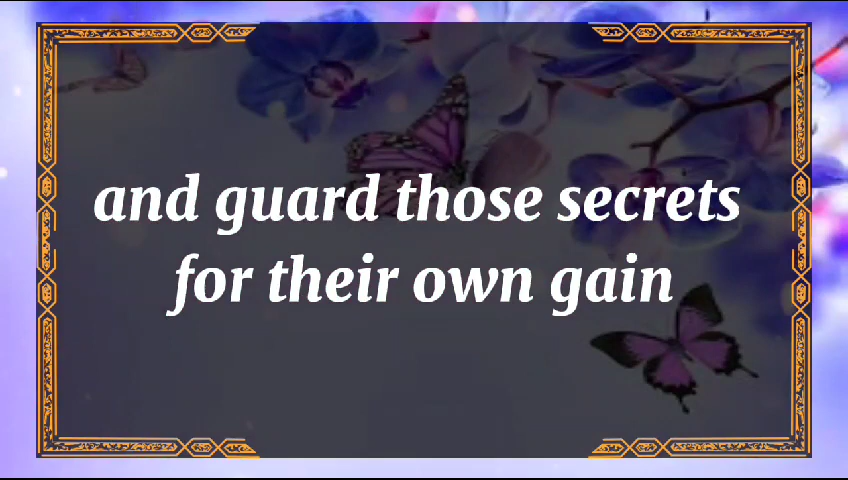 and guard those secrets
for their own gain